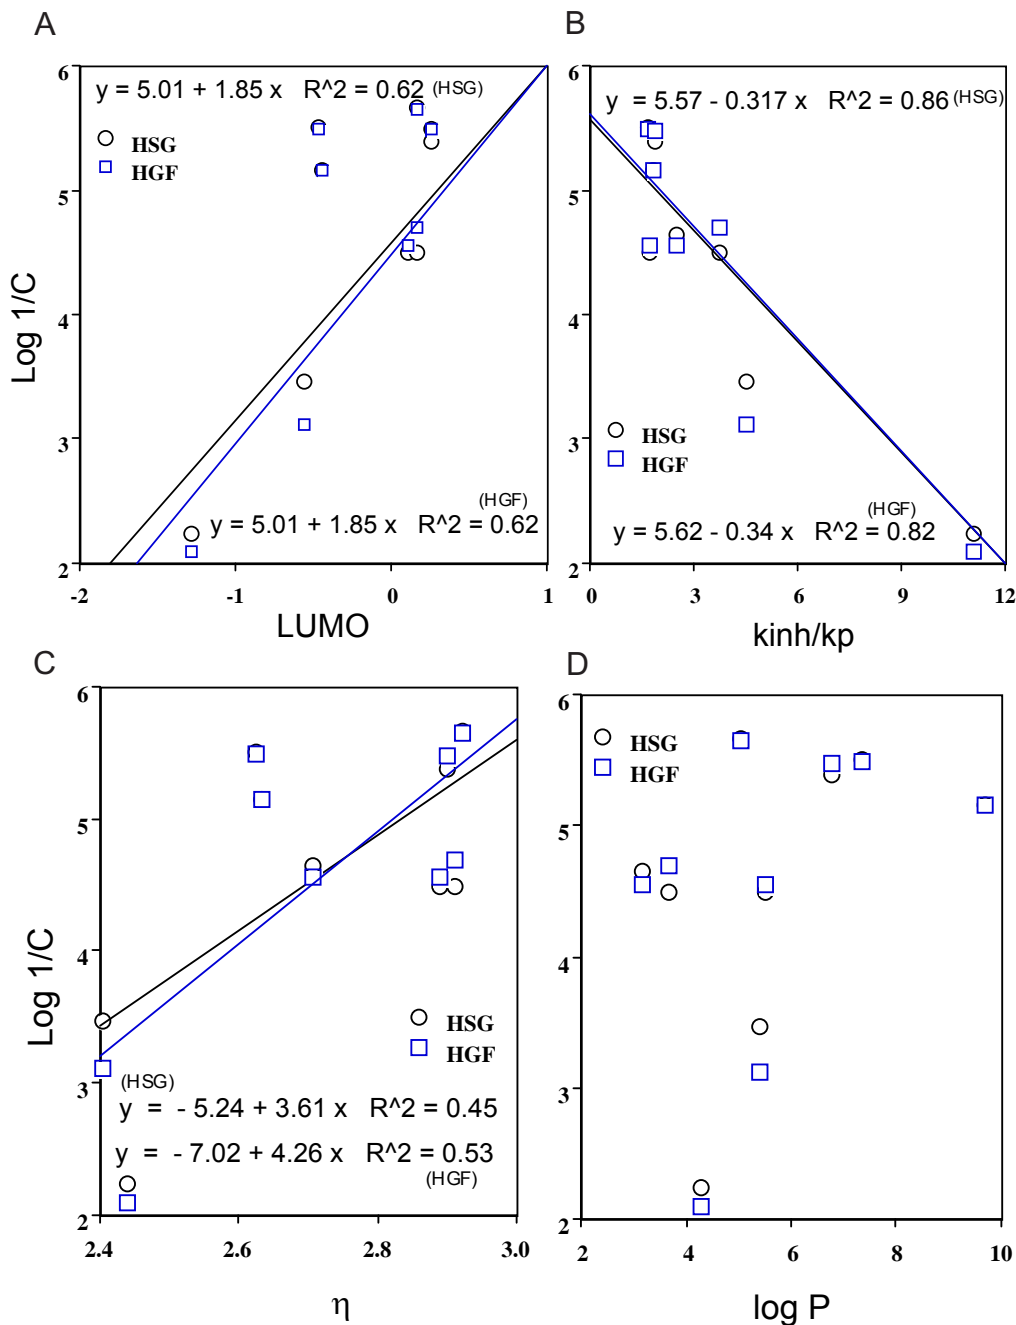 A
6
y = 5.01 + 1.85 x R^2 = 0.62 (HSG)
HSG
HGF
5
Log 1/C
4
3
(HGF)
y = 5.01 + 1.85 x R^2 = 0.62
2
-2 -1 0 1
LUMO
B
6
y = 5.57 - 0.317 x R^2 = 0.86 (HSG)
5
4
HSG
HGF
3
(HGF)
y = 5.62 - 0.34 x R^2 = 0.82
2
0 3 6 9 12
kinh/kp
C
6
5
Log 1/C
4
HSG
HGF
3
(HSG)
y = - 5.24 + 3.61 x R^2 = 0.45
y = - 7.02 + 4.26 x R^2 = 0.53
(HGF)
2
2.4 2.6 2.8 3.0
η
D
6
HSG
HGF
5
4
3
2
2 4 6 8 10
log P